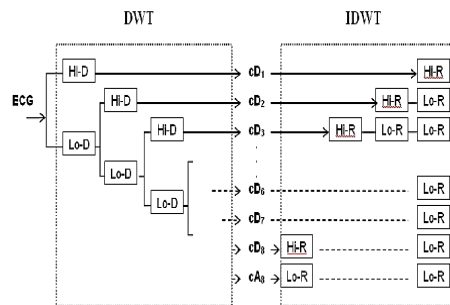 DWT IDWT
HI-D cD1 HI-R
ECG HI-D cD2 HI-R Lo-R
Lo-D HI-D cD3 HI-R Lo-R Lo-R
Lo-D
Lo-D cD6 Lo-R
cD7 Lo-R
cD8 HI-R Lo-R
cA8 Lo-R Lo-R